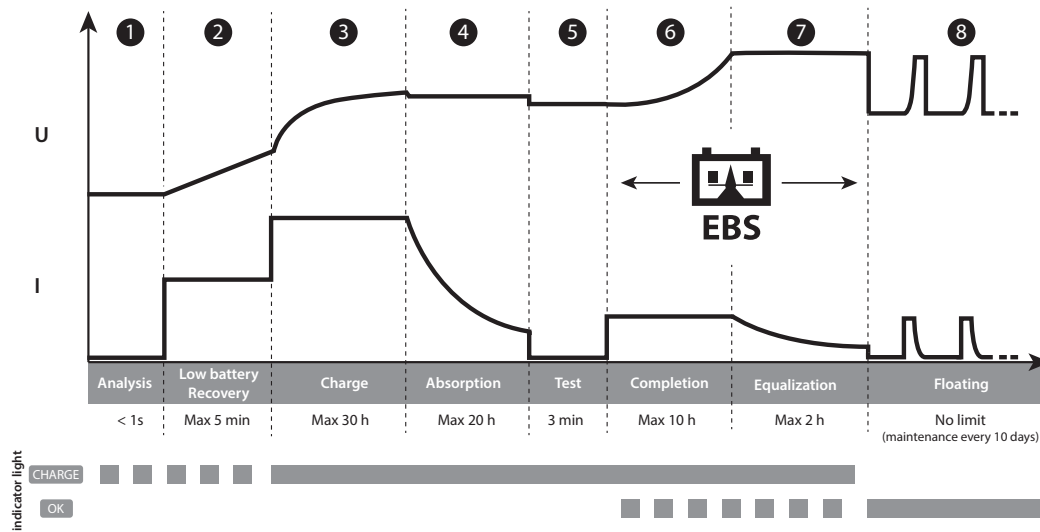 1 2 3 4 5 6 7 8
U
EBS
I
Analysis
Low battery
Recovery
Charge
Absorption
Test
Completion
Equalization
Floating
< 1s
Max 5 min
Max 30 h
Max 20 h
3 min
Max 10 h
Max 2 h
No limit
(maintenance every 10 days)
indicator light
CHARGE
OK